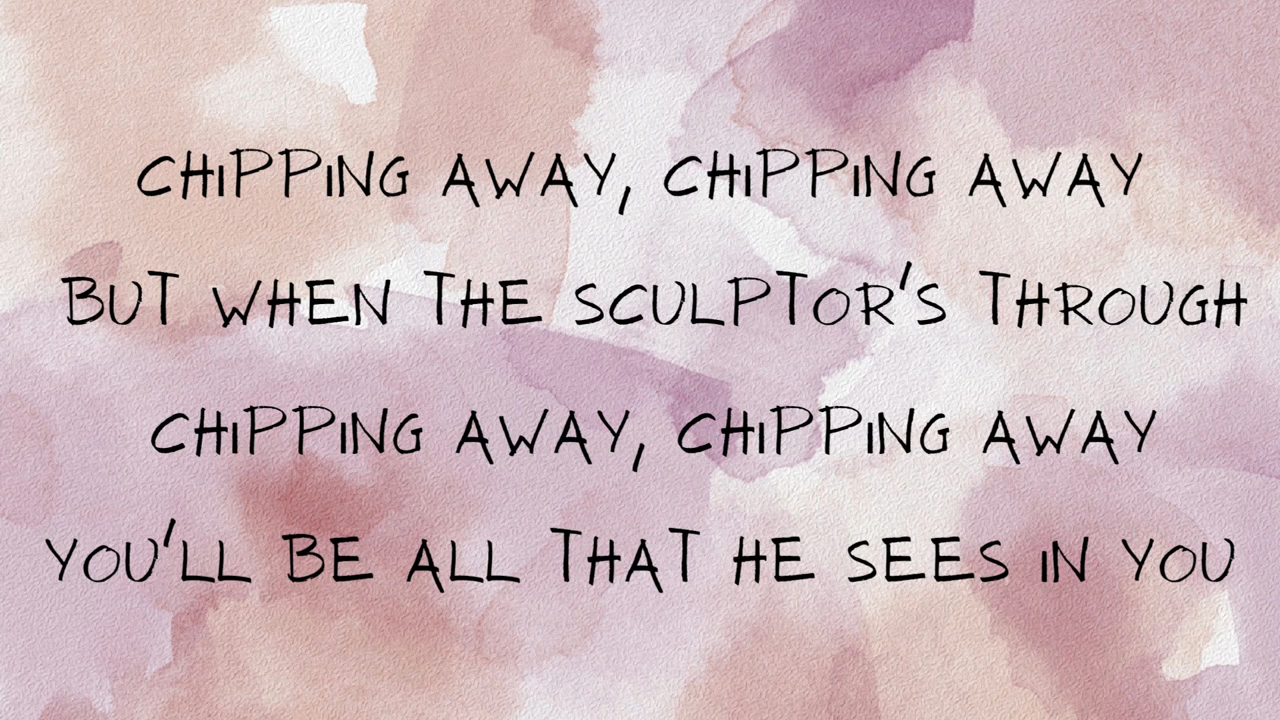 CHIPPING AWAY, CHIPPING AWAY
BUT WHEN THE SCULPTOR'S THROUGH
CHIPPING AWAY, CHIPPING AWAY
YOU'LL BE ALL THAT HE SEES IN YOU